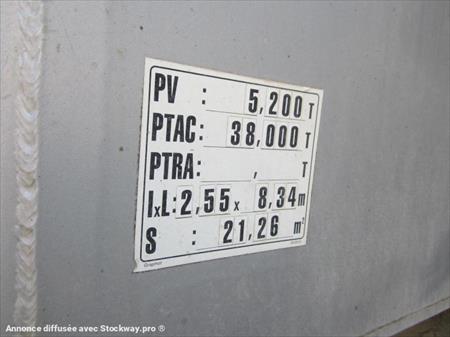 PV : 5,200 T
PTAC: 38,000 T
PTRA: , T
IxL: 2,55 x 8,34 m
S : 21,26 m²
Annonce diffusée avec Stockway.pro ®